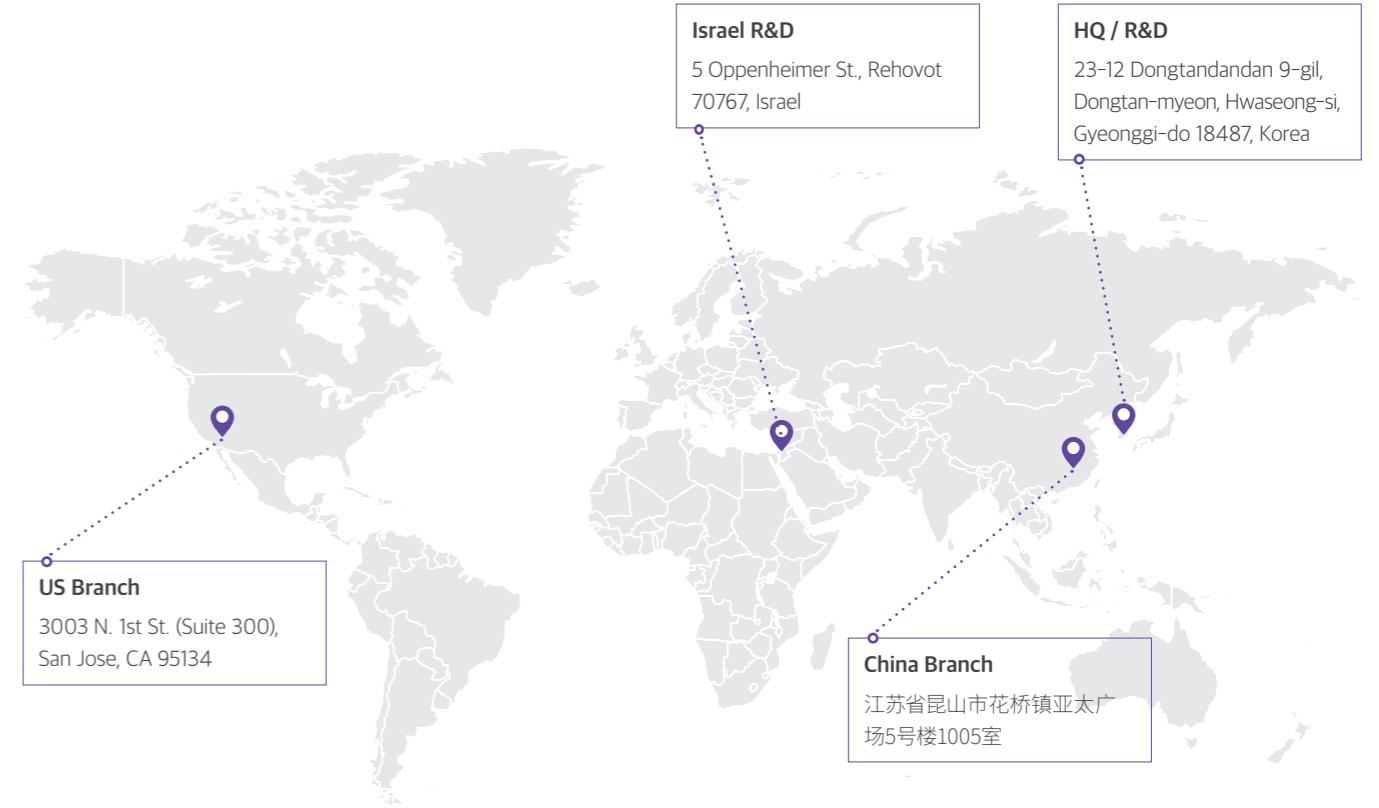 Israel R&D
5 Oppenheimer St., Rehovot
70767, Israel
HQ / R&D
23-12 Dongtandandan 9-gil,
Dongtan-myeon, Hwaseong-si,
Gyeonggi-do 18487, Korea
US Branch
3003 N. 1st St. (Suite 300),
San Jose, CA 95134
China Branch
江苏省昆山市花桥镇亚太广
场5号楼1005室